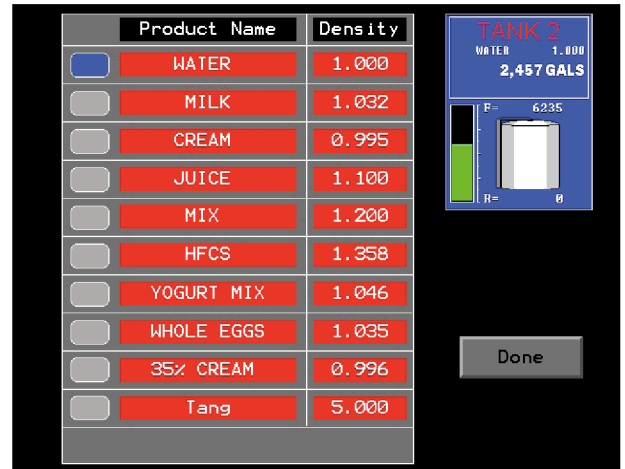 Product Name Density
WATER 1.000
MILK 1.032
CREAM 0.995
JUICE 1.100
MIX 1.200
HFCS 1.358
YOGURT MIX 1.046
WHOLE EGGS 1.035
35% CREAM 0.996
Tang 5.000
TANK 2
WATER 1.000
2,457 GALS
F= 6235
R= 0
Done